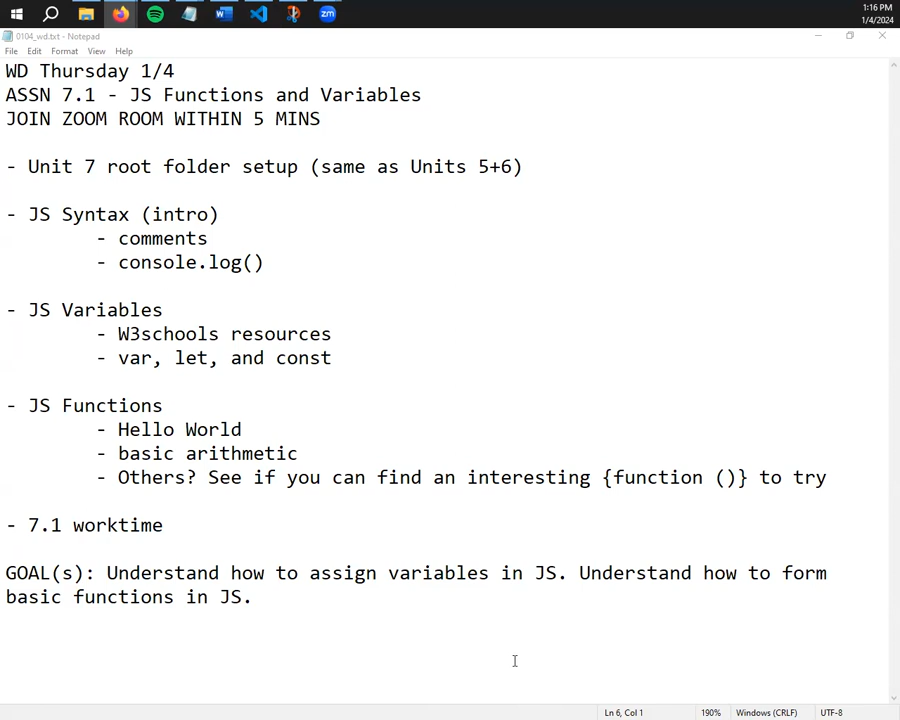 1:16 PM
1/4/2024
0104_wd.txt - Notepad
File Edit Format View Help
WD Thursday 1/4
ASSN 7.1 - JS Functions and Variables
JOIN ZOOM ROOM WITHIN 5 MINS
- Unit 7 root folder setup (same as Units 5+6)
- JS Syntax (intro)
- comments
- console.log()
- JS Variables
- W3schools resources
- var, let, and const
- JS Functions
- Hello World
- basic arithmetic
- Others? See if you can find an interesting {function ()} to try
- 7.1 worktime
GOAL(s): Understand how to assign variables in JS. Understand how to form
basic functions in JS.
Ln 6, Col 1 190% Windows (CRLF) UTF-8